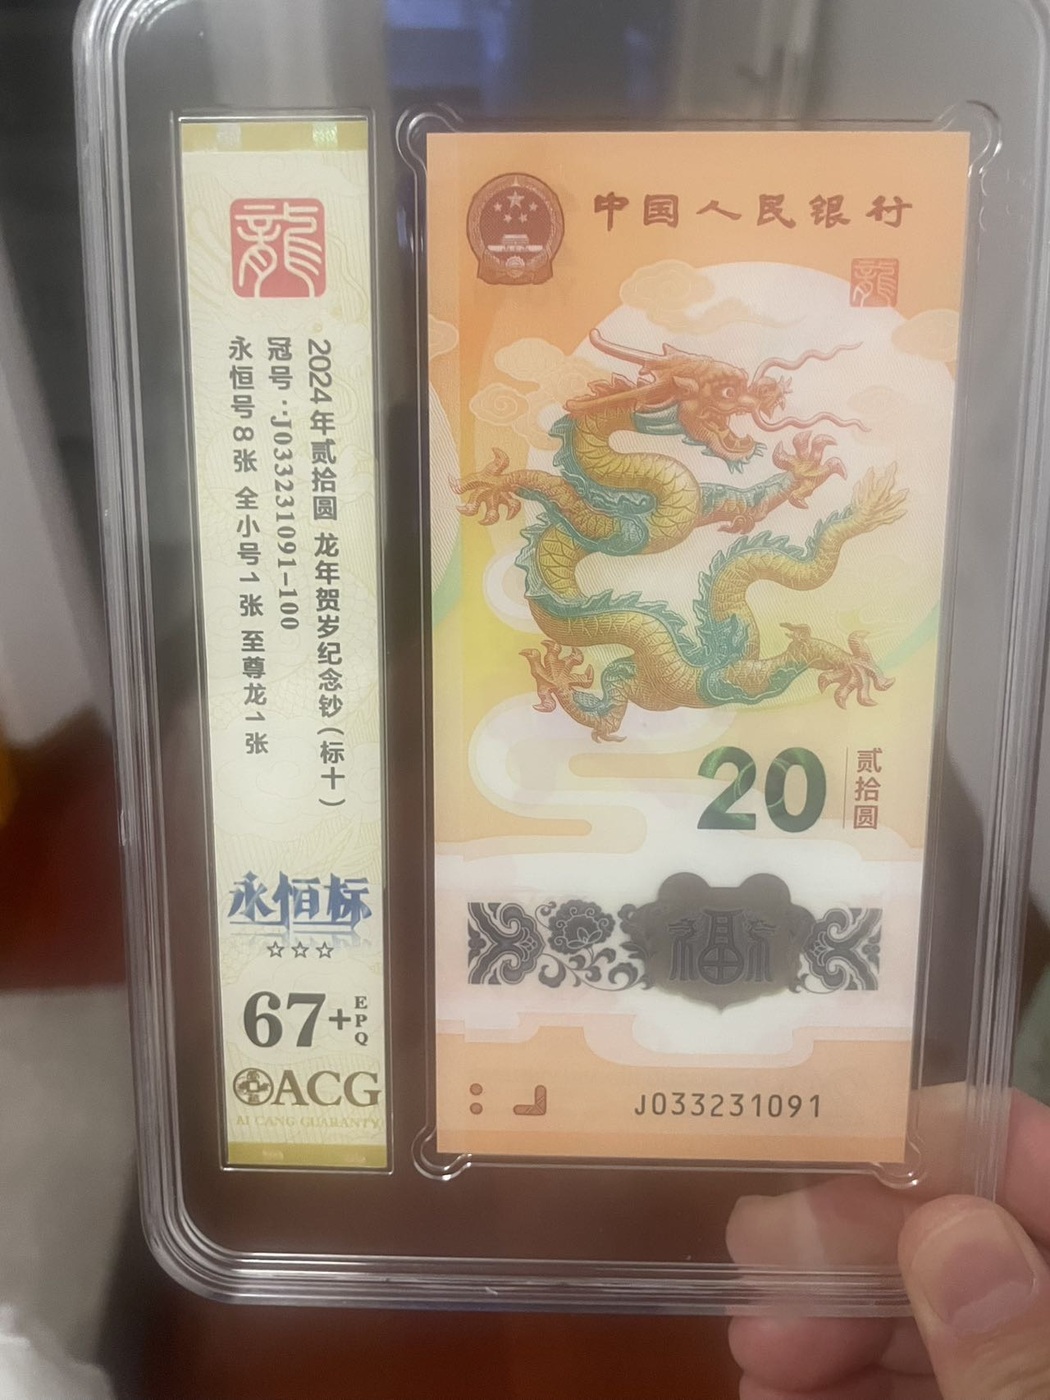 龍
2024年贰拾圆 龙年贺岁纪念钞(标十)
冠号:J033231091-100
永恒号8张 全小号1张 至尊龙1张
永恒标
☆☆☆
67+EPQ
ACG
AI CANG GUARANTY
中国人民银行
龍
20
贰拾圆
福
J033231091